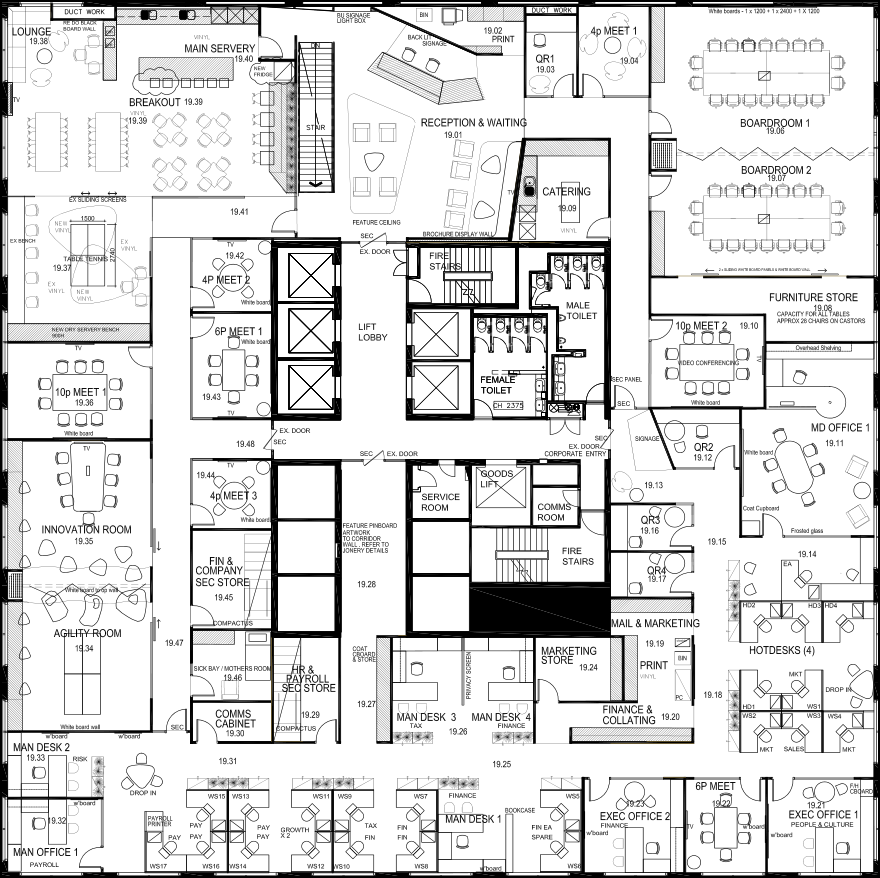 DUCT WORK
LOUNGE
19.38
RE DO BLACK
BOARD WALL
VINYL
MAIN SERVERY
19.40
NEW
FRIDGE
BREAKOUT 19.39
VINYL
19.39
TV
DN
STAIR
BU SIGNAGE
LIGHT BOX
BIN
BACK LIT
SIGNAGE
19.02
PRINT
DUCT WORK
QR1
19.03
4p MEET 1
19.04
White boards - 1 x 1200 + 1 x 2400 + 1 X 1200
BOARDROOM 1
19.06
BOARDROOM 2
19.07
2 x SLIDING WHITE BOARD PANELS & WHITE BOARD WALL
RECEPTION & WAITING
19.01
FEATURE CEILING
TV
BROCHURE DISPLAY WALL
CATERING
19.09
VINYL
EX SLIDING SCREENS
1500
2740
NEW
VINYL
EX BENCH
EX
VINYL
TABLE TENNIS
19.37
EX
VINYL
NEW
VINYL
NEW DRY SERVERY BENCH
900H
19.41
TV
19.42
4P MEET 2
White board
6P MEET 1
White board
19.43
TV
SEC
EX. DOOR
FIRE
STAIRS
LIFT
LOBBY
MALE
TOILET
FEMALE
TOILET
CH 2375
FURNITURE STORE
19.08
CAPACITY FOR ALL TABLES
APPROX 28 CHAIRS ON CASTORS
10p MEET 2
19.10
VIDEO CONFERENCING
TV
White board
SEC PANEL
SEC
Overhead Shelving
MD OFFICE 1
19.11
White board
Coat Cupboard
Frosted glass
TV
10p MEET 1
19.36
White board
19.48
EX. DOOR
SEC
SEC
EX. DOOR
SEC
EX. DOOR
CORPORATE ENTRY
SIGNAGE
QR2
19.12
19.13
TV
INNOVATION ROOM
19.35
TV
19.44
4p MEET 3
White board
SERVICE
ROOM
GOODS
LIFT
COMMS
ROOM
FIRE
STAIRS
FEATURE PINBOARD
ARTWORK
TO CORRIDOR
WALL , REFER TO
JONERY DETAILS
19.28
QR3
19.16
QR4
19.17
19.15
19.14
EA
FIN &
COMPANY
SEC STORE
19.45
COMPACTUS
White board to op wall
AGILITY ROOM
19.34
White board wall
19.47
SEC
SICK BAY / MOTHERS ROOM
19.46
COMMS
CABINET
19.30
HR &
PAYROLL
SEC STORE
19.29
COMPACTUS
COAT
CBOARD
& STORE
19.27
MAN DESK 3
TAX
PRIVACY SCREEN
MAN DESK 4
FINANCE
19.26
MARKETING
STORE
19.24
MAIL & MARKETING
19.19
PRINT
VINYL
BIN
PC
FINANCE &
COLLATING
19.20
19.18
HD2
HD3
HD4
HOTDESKS (4)
MKT
DROP IN
HD1
WS1
WS2
WS3
WS4
MKT
SALES
MKT
w'board
w'board
MAN DESK 2
19.33
RISK
DROP IN
w'board
19.32
MAN OFFICE 1
PAYROLL
19.31
19.25
WS15
WS13
WS11
WS9
WS7
WS5
PAYROLL
PRINTER
PAY
PAY
PAY
PAY
PAY
PAY
GROWTH
X 2
TAX
FIN
FIN
FIN
WS17
WS16
WS14
WS12
WS10
WS8
WS6
FINANCE
MAN DESK 1
BOOKCASE
w'board
FIN EA
SPARE
19.23
EXEC OFFICE 2
FINANCE
w'board
6P MEET
19.22
w'board
TV
19.21
EXEC OFFICE 1
PEOPLE & CULTURE
w'board
F/H
CBOARD